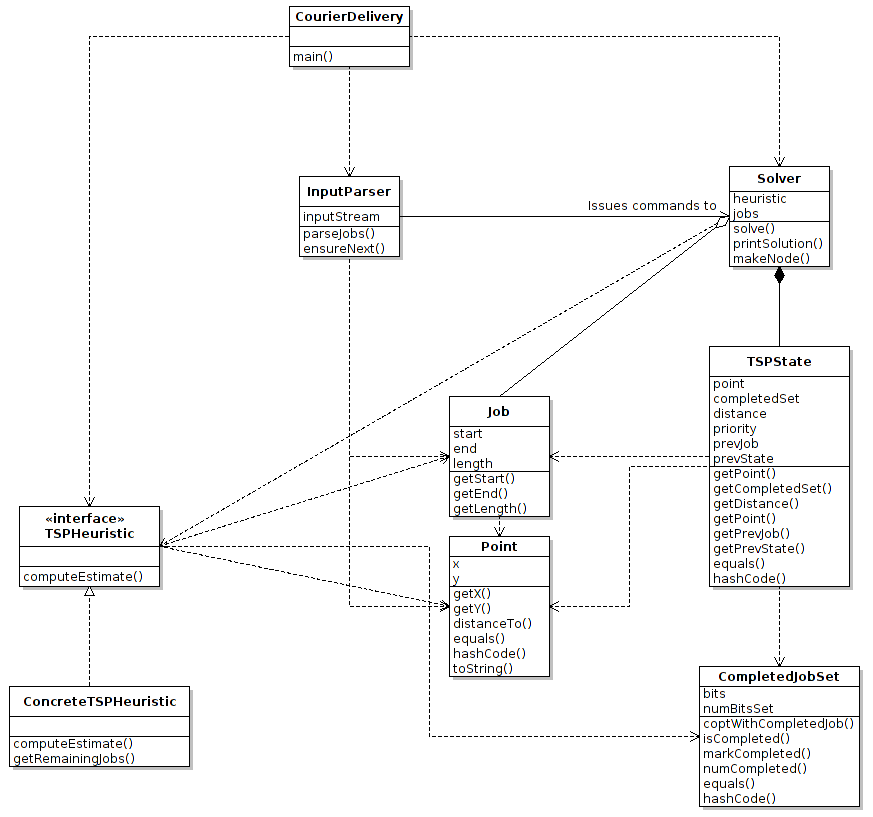 CourierDelivery
main()
InputParser
inputStream
parseJobs()
ensureNext()
Issues commands to
Solver
heuristic
jobs
solve()
printSolution()
makeNode()
TSPState
point
completedSet
distance
priority
prevJob
prevState
getPoint()
getCompletedSet()
getDistance()
getPoint()
getPrevJob()
getPrevState()
equals()
hashCode()
Job
start
end
length
getStart()
getEnd()
getLength()
«interface»
TSPHeuristic
computeEstimate()
Point
x
y
getX()
getY()
distanceTo()
equals()
hashCode()
toString()
ConcreteTSPHeuristic
computeEstimate()
getRemainingJobs()
CompletedJobSet
bits
numBitsSet
coptWithCompletedJob()
isCompleted()
markCompleted()
numCompleted()
equals()
hashCode()